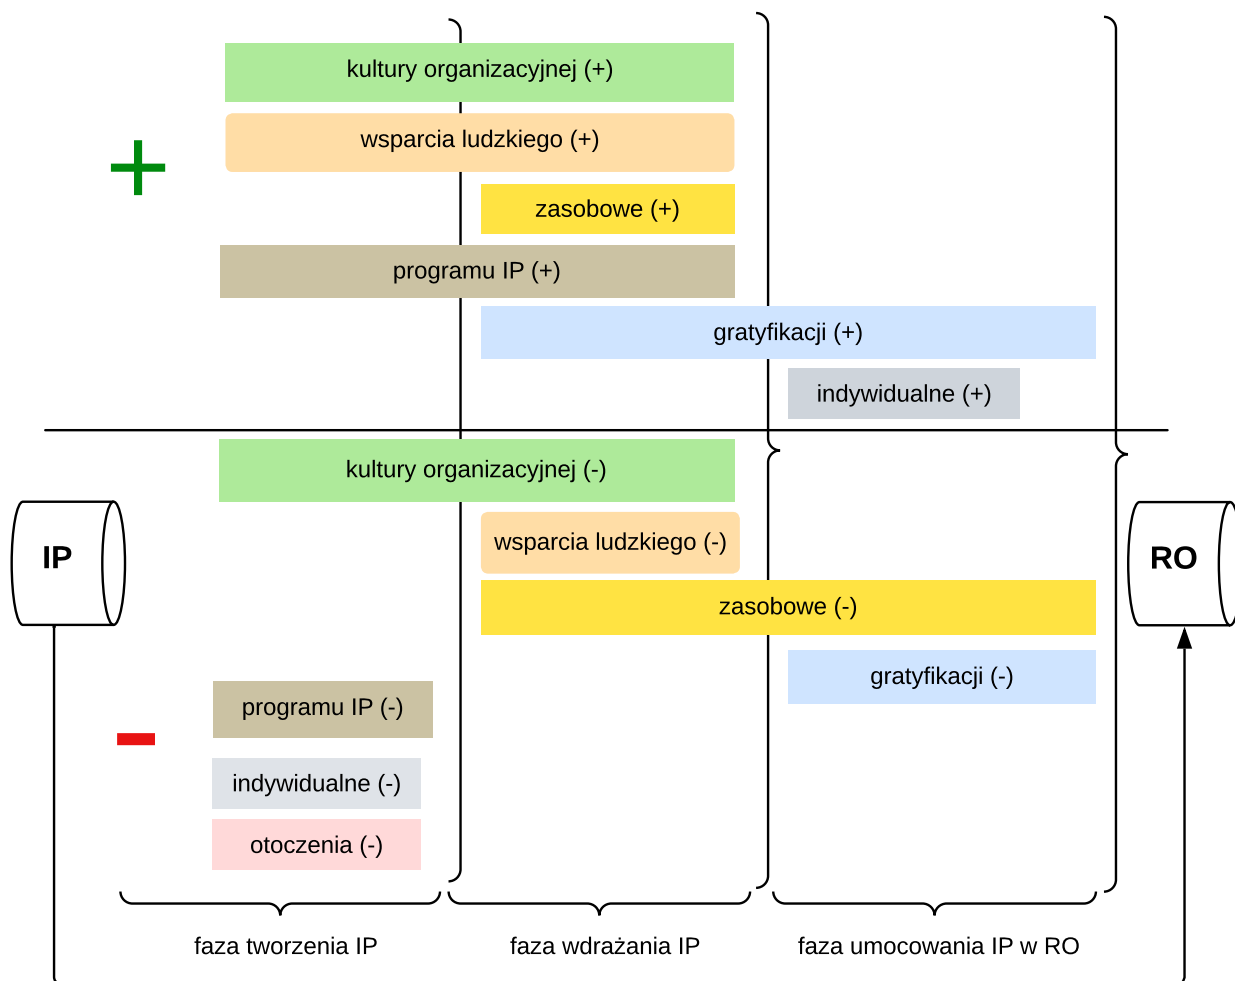 kultury organizacyjnej (+)
wsparcia ludzkiego (+)
zasobowe (+)
programu IP (+)
gratyfikacji (+)
indywidualne (+)
kultury organizacyjnej (-)
wsparcia ludzkiego (-)
IP
RO
zasobowe (-)
gratyfikacji (-)
programu IP (-)
indywidualne (-)
otoczenia (-)
faza tworzenia IP
faza wdrażania IP
faza umocowania IP w RO